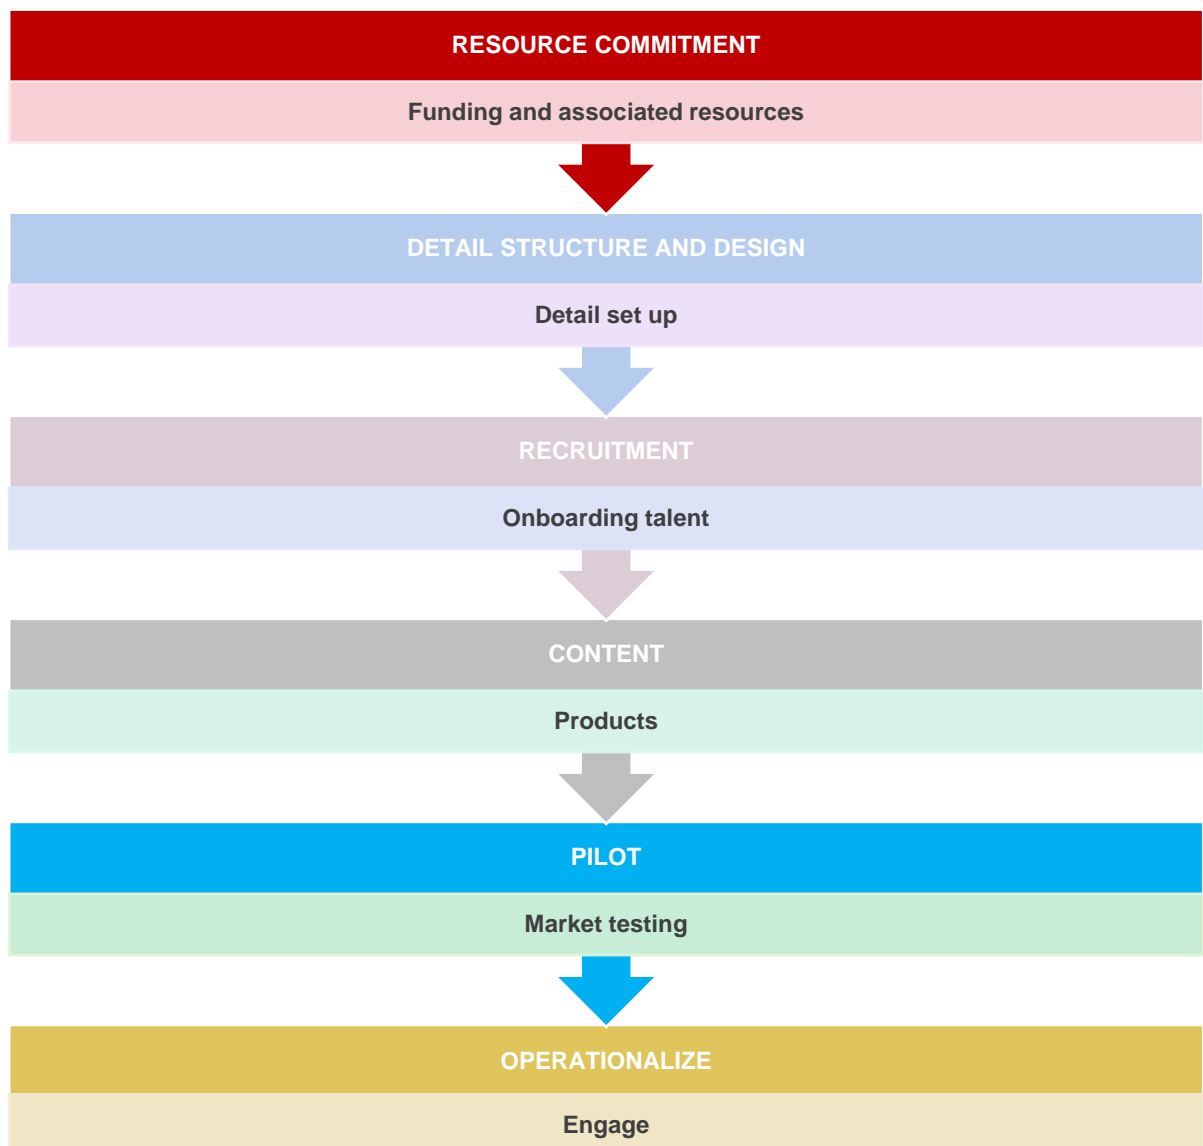 RESOURCE COMMITMENT
Funding and associated resources
DETAIL STRUCTURE AND DESIGN
Detail set up
RECRUITMENT
Onboarding talent
CONTENT
Products
PILOT
Market testing
OPERATIONALIZE
Engage